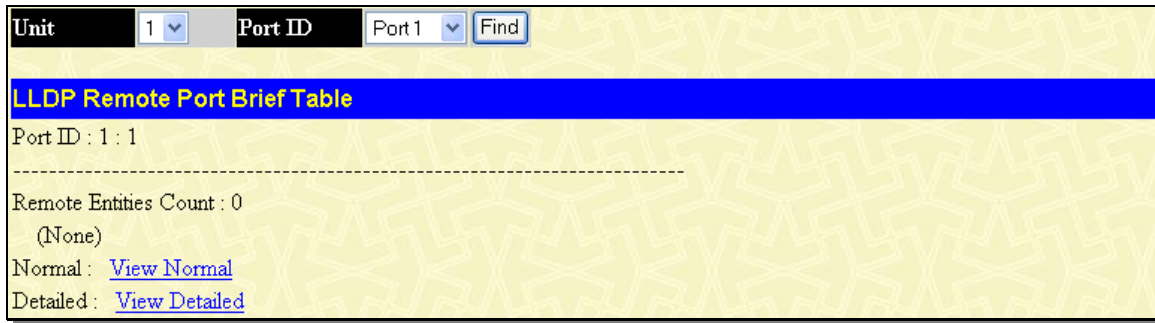 Unit 1 Port ID Port 1 Find
LLDP Remote Port Brief Table
Port ID : 1 : 1
---------------------------------------------------------------------------
Remote Entities Count : 0
(None)
Normal : View Normal
Detailed : View Detailed